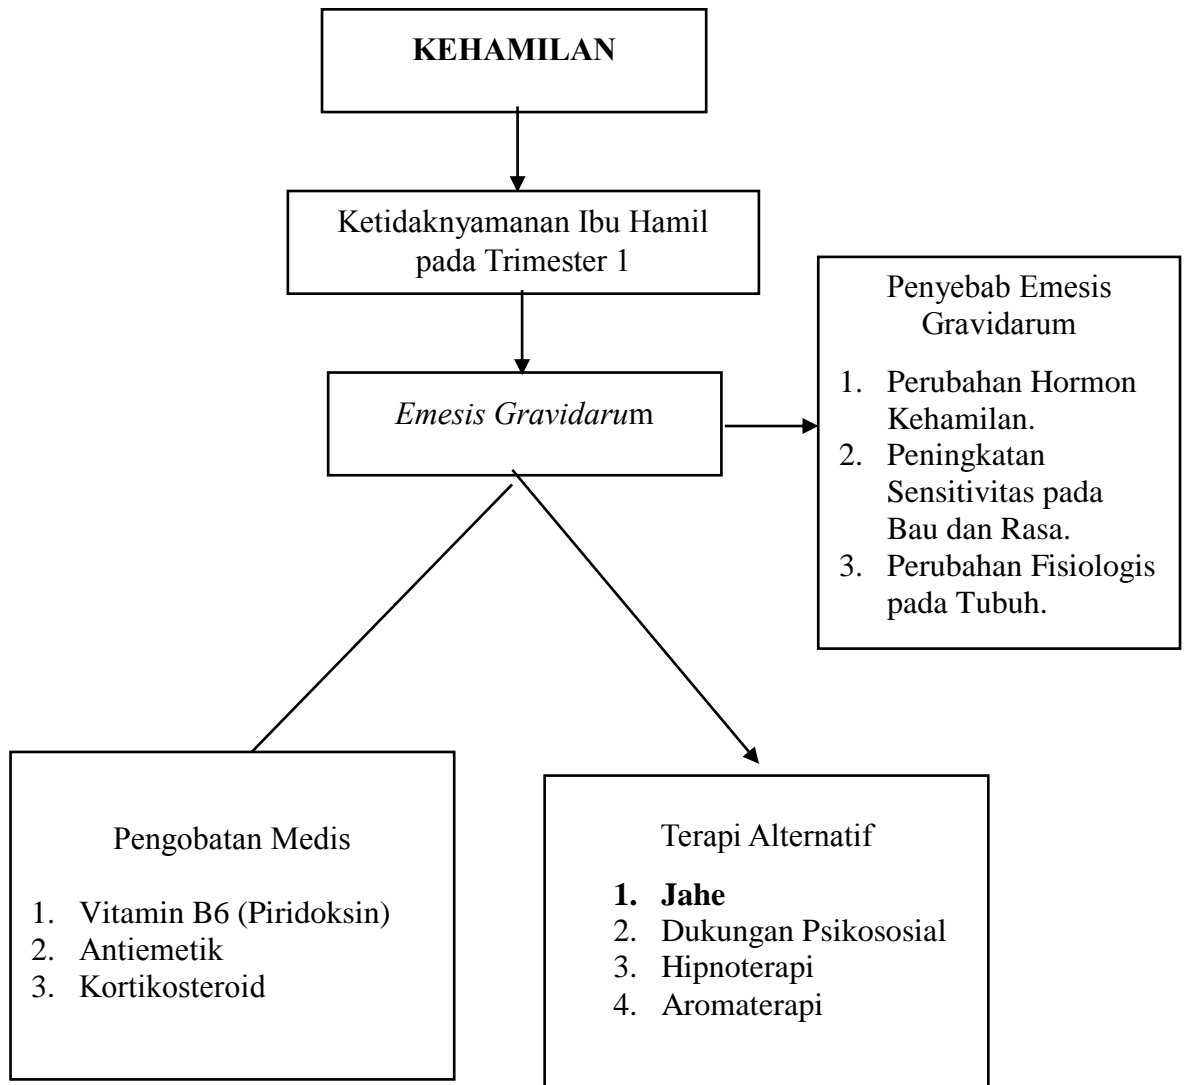 KEHAMILAN
Ketidaknyamanan Ibu Hamil
pada Trimester 1
Emesis Gravidarum
Penyebab Emesis
Gravidarum
1. Perubahan Hormon
Kehamilan.
2. Peningkatan
Sensitivitas pada
Bau dan Rasa.
3. Perubahan Fisiologis
pada Tubuh.
Pengobatan Medis
1. Vitamin B6 (Piridoksin)
2. Antiemetik
3. Kortikosteroid
Terapi Alternatif
1. Jahe
2. Dukungan Psikososial
3. Hipnoterapi
4. Aromaterapi